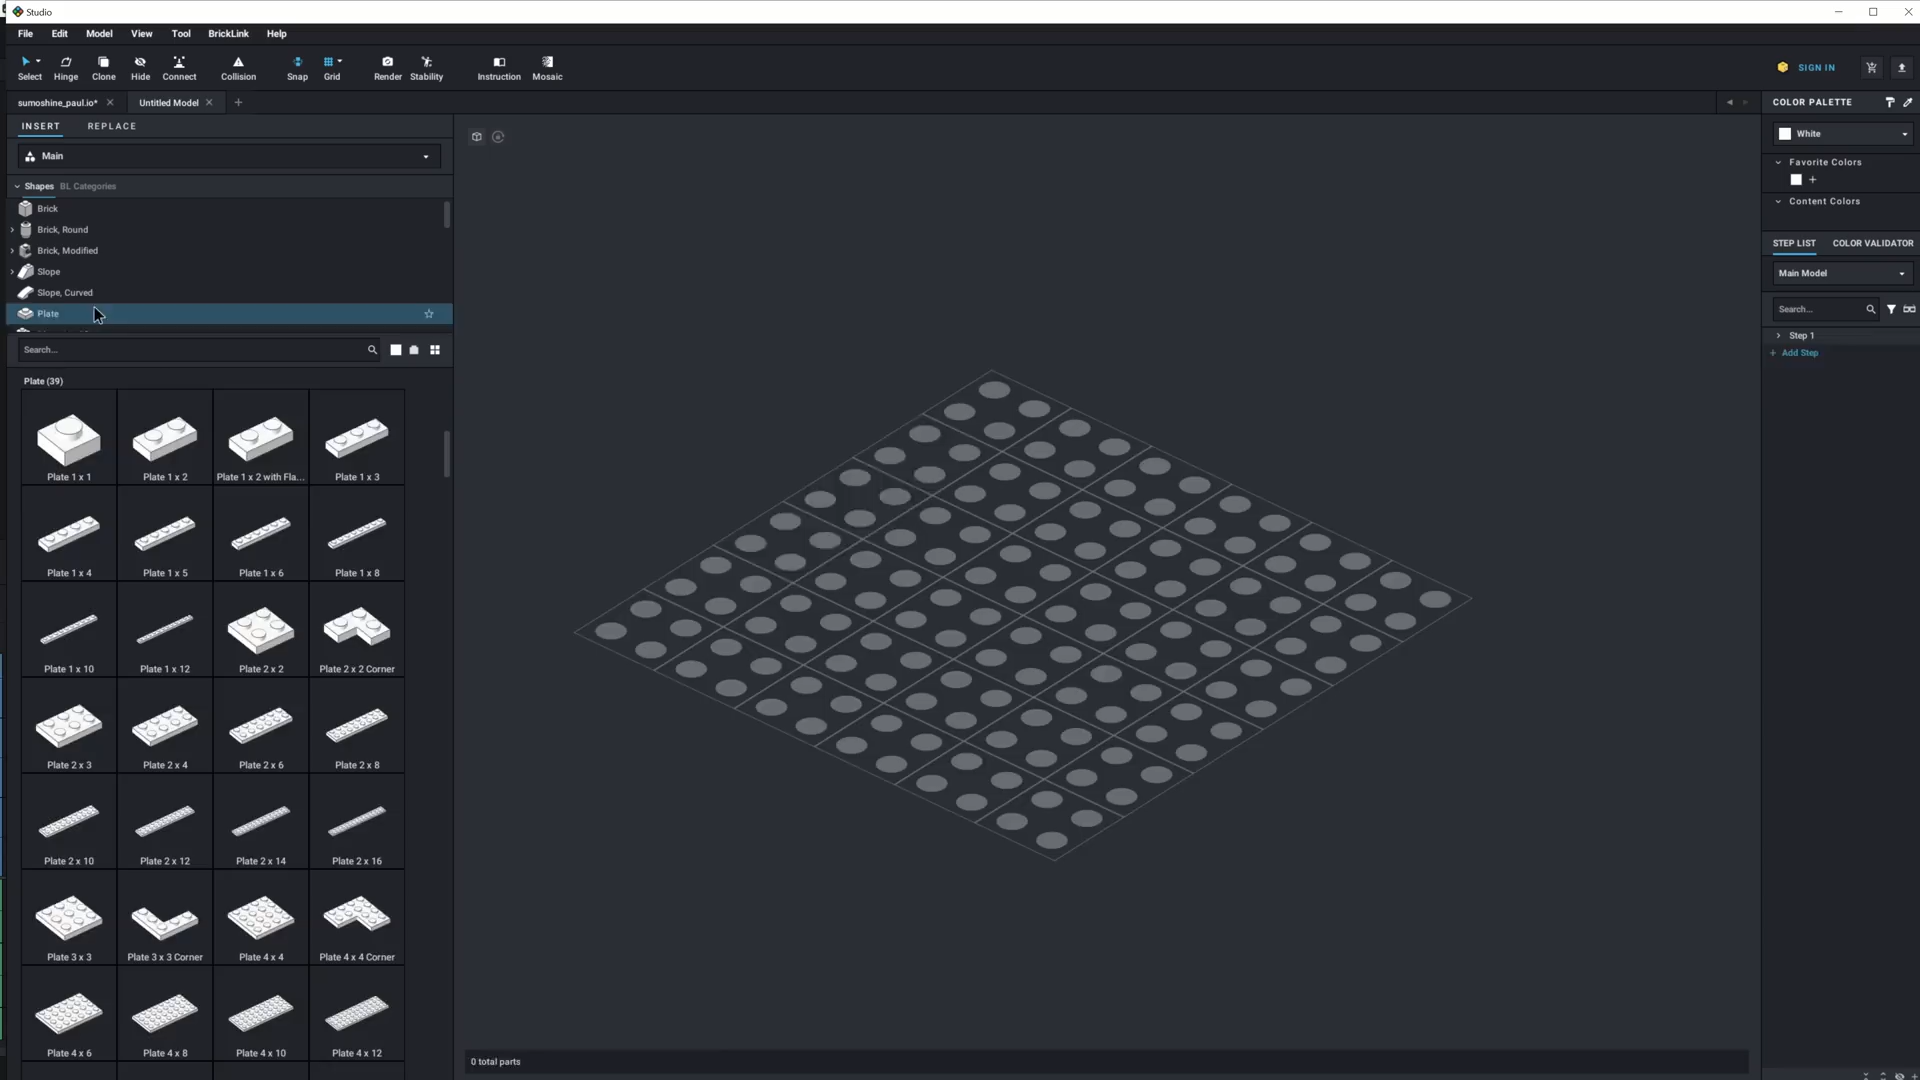 Studio
File Edit Model View Tool BrickLink Help
Select Hinge Clone Hide Connect Collision Snap Grid Render Stability Instruction Mosaic
SIGN IN
sumoshine_paul.io* Untitled Model
INSERT REPLACE
Main
Shapes BL Categories
Brick
Brick, Round
Brick, Modified
Slope
Slope, Curved
Plate
Search...
Plate (39)
Plate 1 x 1 Plate 1 x 2 Plate 1 x 2 with Fla... Plate 1 x 3
Plate 1 x 4 Plate 1 x 5 Plate 1 x 6 Plate 1 x 8
Plate 1 x 10 Plate 1 x 12 Plate 2 x 2 Plate 2 x 2 Corner
Plate 2 x 3 Plate 2 x 4 Plate 2 x 6 Plate 2 x 8
Plate 2 x 10 Plate 2 x 12 Plate 2 x 14 Plate 2 x 16
Plate 3 x 3 Plate 3 x 3 Corner Plate 4 x 4 Plate 4 x 4 Corner
Plate 4 x 6 Plate 4 x 8 Plate 4 x 10 Plate 4 x 12
0 total parts
COLOR PALETTE
White
Favorite Colors
Content Colors
STEP LIST COLOR VALIDATOR
Main Model
Search...
Step 1
+ Add Step